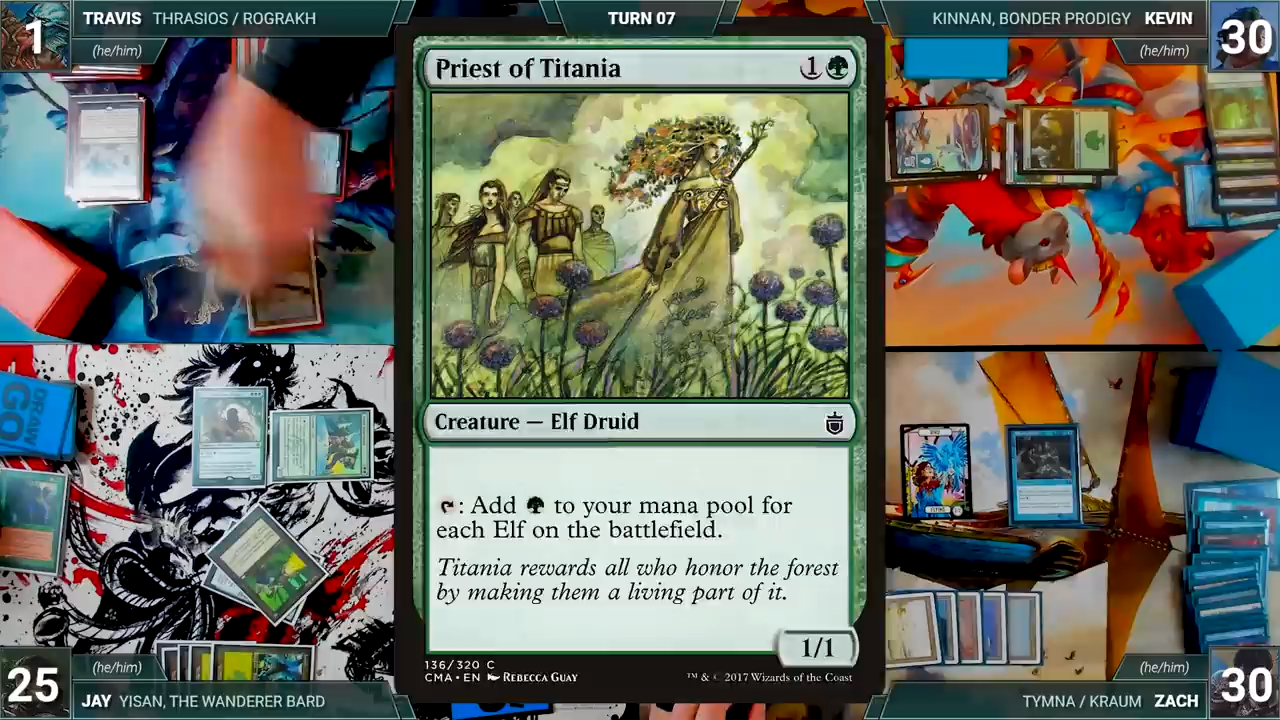 1
TRAVIS THRASIOS / ROGRAKH
(he/him)
TURN 07
KINNAN, BONDER PRODIGY KEVIN
(he/him)
30
Priest of Titania 1
Creature — Elf Druid
: Add to your mana pool for
each Elf on the battlefield.
Titania rewards all who honor the forest
by making them a living part of it.
1/1
136/320 C
CMA • EN REBECCA GUAY
™ & © 2017 Wizards of the Coast
DRAW
GO
25
(he/him)
JAY YISAN, THE WANDERER BARD
(he/him)
TYMNA / KRAUM ZACH
30